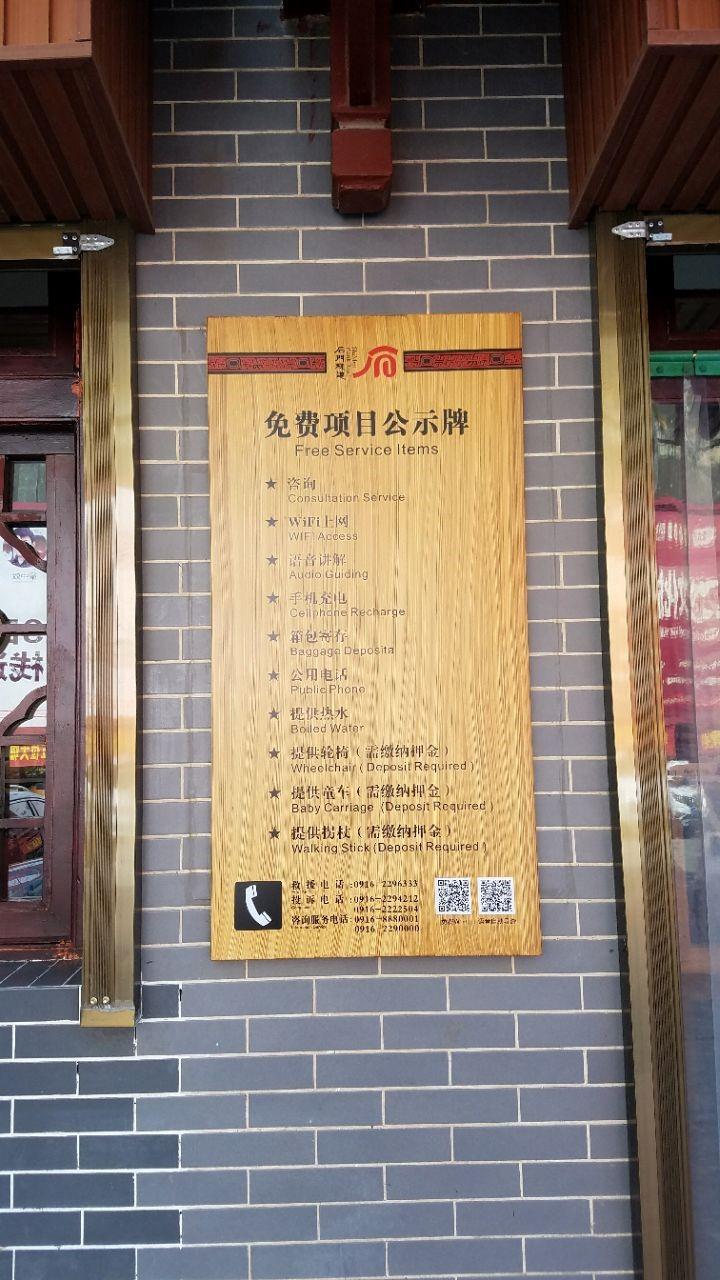 石門棧道
免费项目公示牌
Free Service Items
★ 咨询
Consultation Service
★ WiFi上网
WIFI Access
★ 语音讲解
Audio Guiding
★ 手机充电
Cellphone Recharge
★ 箱包寄存
Baggage Deposits
★ 公用电话
Public Phone
★ 提供热水
Boiled Water
★ 提供轮椅（需缴纳押金）
Wheelchair (Deposit Required)
★ 提供童车（需缴纳押金）
Baby Carriage (Deposit Required)
★ 提供拐杖（需缴纳押金）
Walking Stick (Deposit Required)
救援电话:0916-2296333
投诉电话:0916-2294212
0916-2222504
咨询服务电话:0916-8880001
0916-2290000